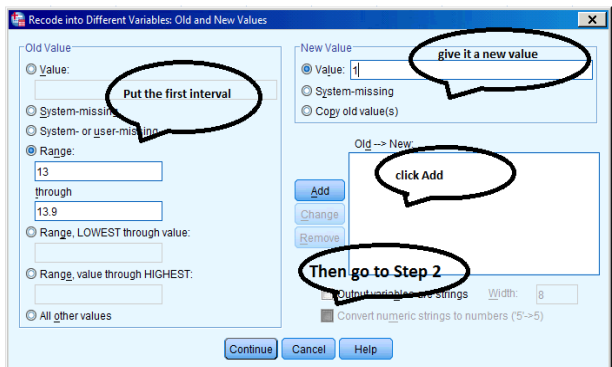 Recode into Different Variables: Old and New Values
Old Value
Value:
Put the first interval
System-missing
System- or user-missing
Range:
13
through
13.9
Range, LOWEST through value:
Range, value through HIGHEST:
All other values
New Value
give it a new value
Value: 1
System-missing
Copy old value(s)
Old --> New:
click Add
Add
Change
Remove
Then go to Step 2
Output variables are strings Width: 8
Convert numeric strings to numbers ('5'->5)
Continue Cancel Help